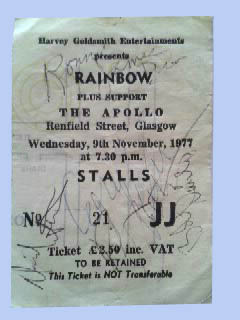 Harvey Goldsmith Entertainments
presents
RAINBOW
PLUS SUPPORT
THE APOLLO
Renfield Street, Glasgow
Wednesday, 9th November, 1977
at 7.30 p.m.
STALLS
No 21 JJ
Ticket £2.50 inc. VAT
TO BE RETAINED
This Ticket is NOT Transferable